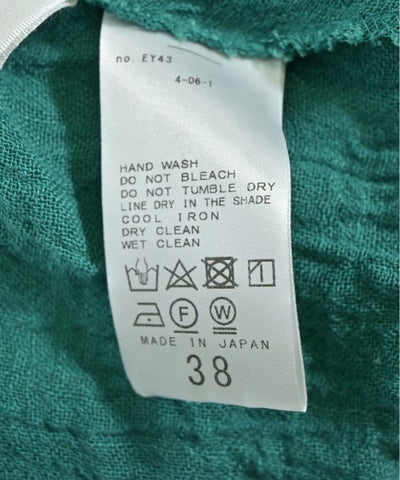 no. EY43
4-06-1
HAND WASH
DO NOT BLEACH
DO NOT TUMBLE DRY
LINE DRY IN THE SHADE
COOL IRON
DRY CLEAN
WET CLEAN
F W
MADE IN JAPAN
38